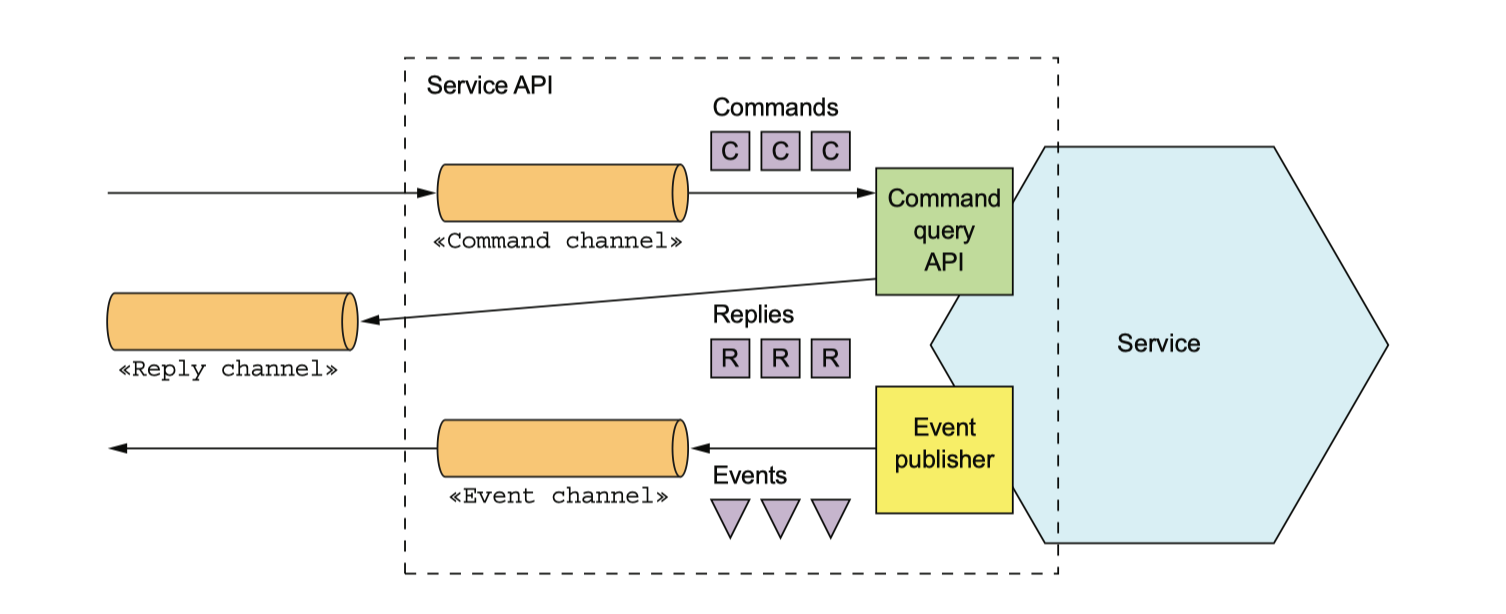 Service API
Commands
C C C
Command
query
API
«Command channel»
Replies
R R R
«Reply channel»
Service
Event
publisher
Events
«Event channel»